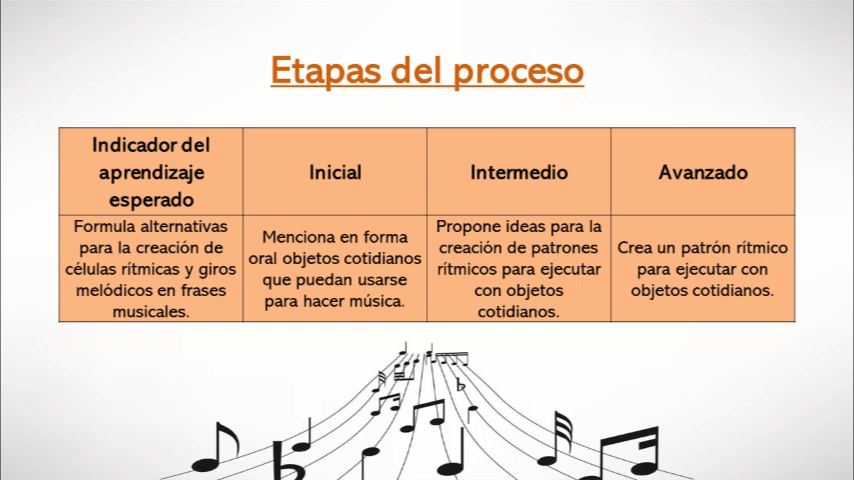 Etapas del proceso
Indicador del
aprendizaje
esperado
Inicial
Intermedio
Avanzado
Formula alternativas
para la creación de
células rítmicas y giros
melódicos en frases
musicales.
Menciona en forma
oral objetos cotidianos
que puedan usarse
para hacer música.
Propone ideas para la
creación de patrones
rítmicos para ejecutar
con objetos
cotidianos.
Crea un patrón rítmico
para ejecutar con
objetos cotidianos.